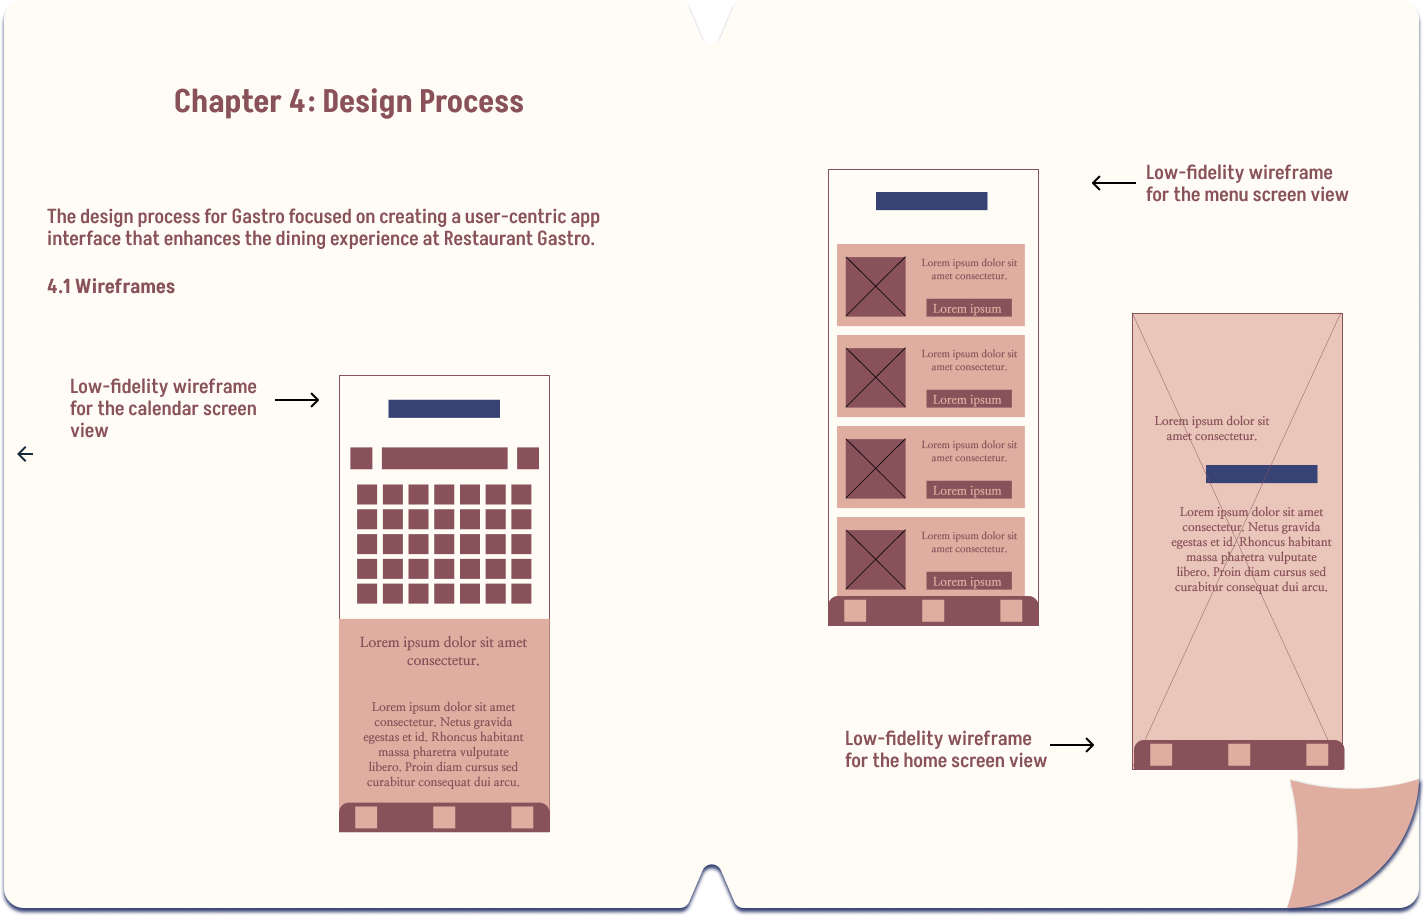 Chapter 4: Design Process
The design process for Gastro focused on creating a user-centric app
interface that enhances the dining experience at Restaurant Gastro.
4.1 Wireframes
Low-fidelity wireframe
for the calendar screen
view
Lorem ipsum dolor sit amet
consectetur.
Lorem ipsum dolor sit amet
consectetur. Netus gravida
egestas et id. Rhoncus habitant
massa pharetra vulputate
libero. Proin diam cursus sed
curabitur consequat dui arcu.
Low-fidelity wireframe
for the menu screen view
Lorem ipsum dolor sit
amet consectetur.
Lorem ipsum
Lorem ipsum dolor sit
amet consectetur.
Lorem ipsum
Lorem ipsum dolor sit
amet consectetur.
Lorem ipsum
Lorem ipsum dolor sit
amet consectetur.
Lorem ipsum
Lorem ipsum dolor sit
amet consectetur.
Lorem ipsum dolor sit amet
consectetur. Netus gravida
egestas et id. Rhoncus habitant
massa pharetra vulputate
libero. Proin diam cursus sed
curabitur consequat dui arcu.
Low-fidelity wireframe
for the home screen view